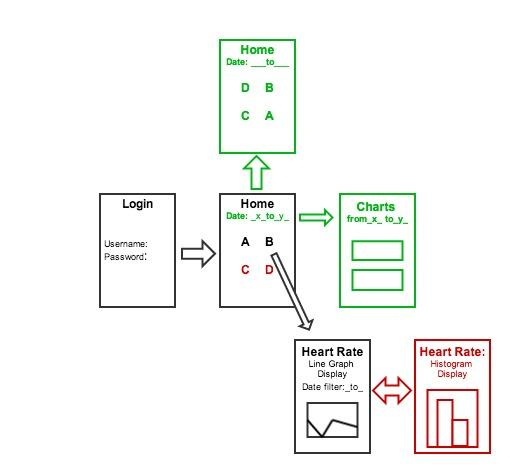 Home
Date: ___to___
D B
C A
Login
Username:
Password:
Home
Date: _x_to_y_
A B
C D
Charts
from_x_ to_y_
Heart Rate
Line Graph
Display
Date filter:_to_
Heart Rate:
Histogram
Display